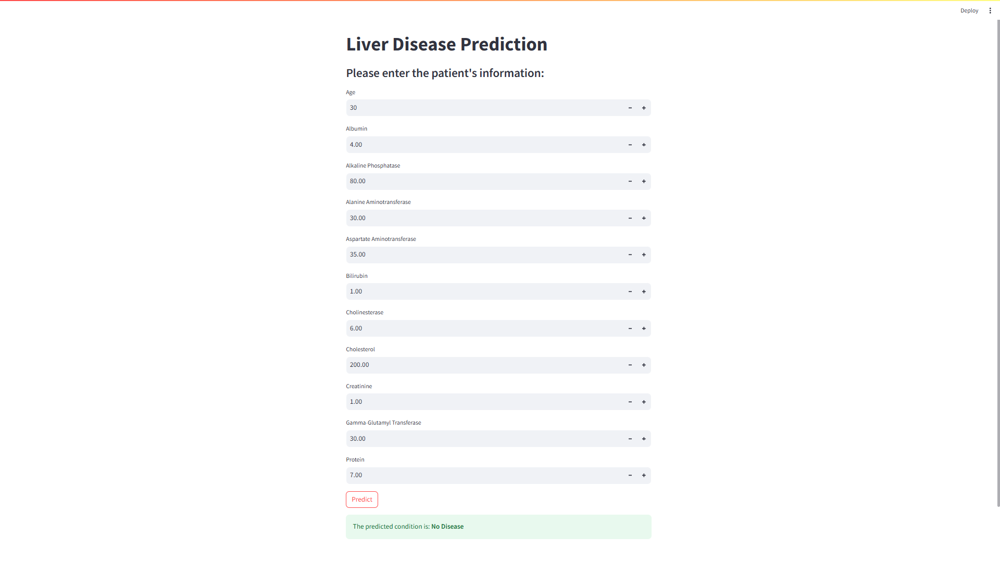 Deploy
Liver Disease Prediction
Please enter the patient's information:
Age
30
Albumin
4.00
Alkaline Phosphatase
80.00
Alanine Aminotransferase
30.00
Aspartate Aminotransferase
35.00
Bilirubin
1.00
Cholinesterase
6.00
Cholesterol
200.00
Creatinine
1.00
Gamma-Glutamyl Transferase
30.00
Protein
7.00
Predict
The predicted condition is: No Disease